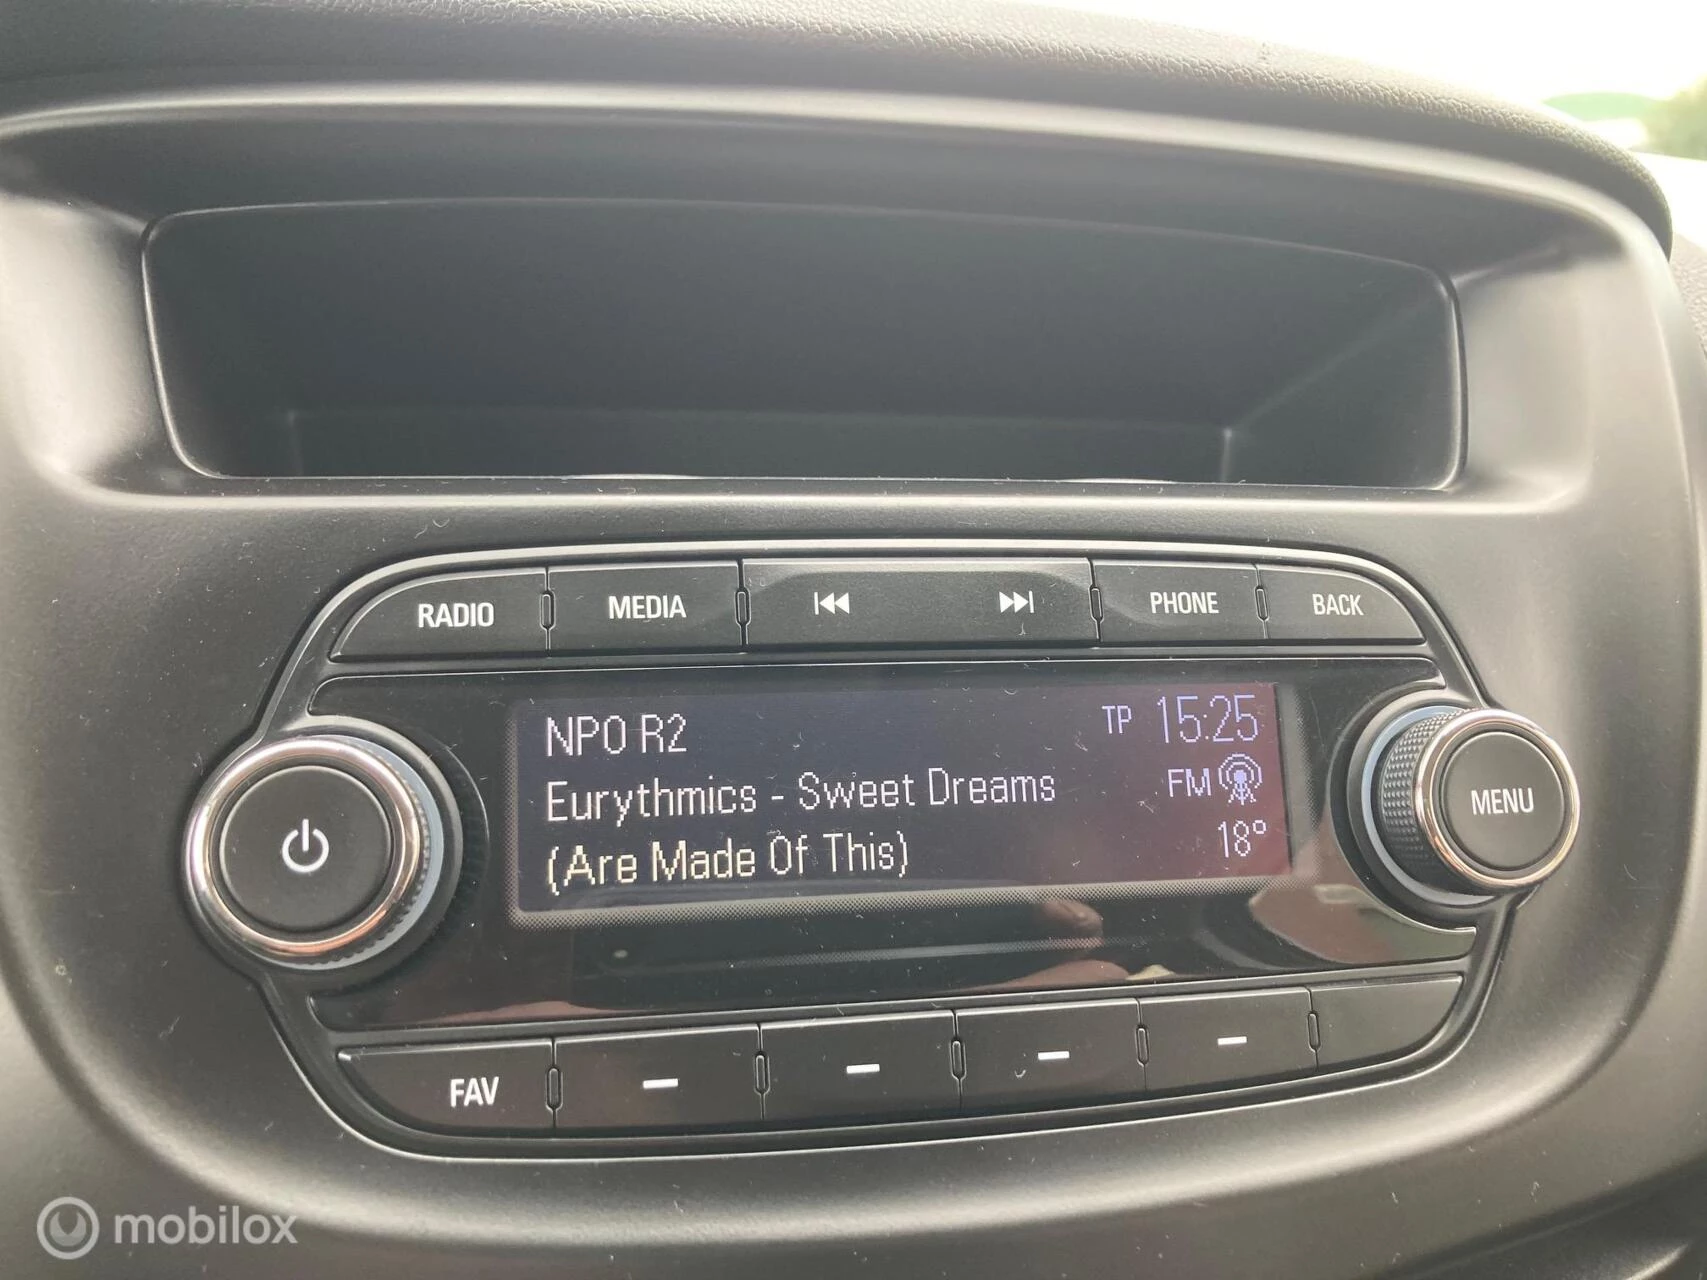 RADIO MEDIA PHONE BACK
NPO R2 TP 15:25
Eurythmics - Sweet Dreams FM
(Are Made Of This) 18°
MENU
FAV
mobilox